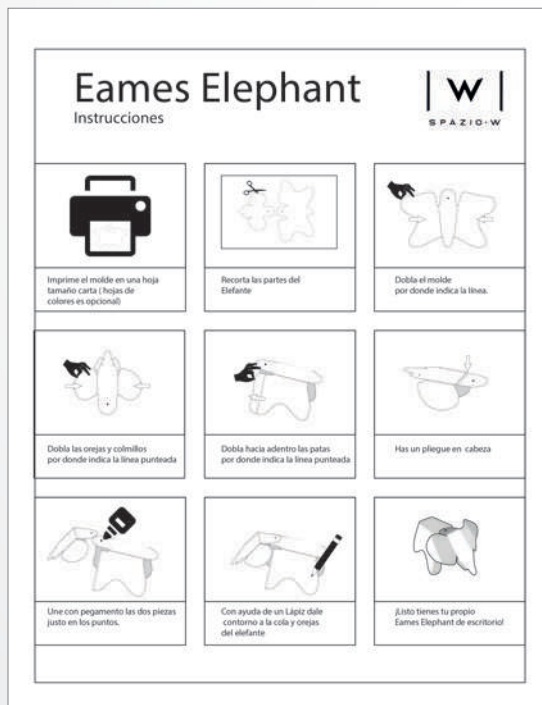 Eames Elephant
Instrucciones
W
SPAZIO·W
Imprime el molde en una hoja
tamaño carta ( hojas de
colores es opcional)
Recorta las partes del
Elefante
Dobla el molde
por donde indica la línea.
Dobla las orejas y colmillos
por donde indica la línea punteada
Dobla hacia adentro las patas
por donde indica la línea punteada
Has un pliegue en cabeza
Une con pegamento las dos piezas
justo en los puntos.
Con ayuda de un Lápiz dale
contorno a la cola y orejas
del elefante
¡Listo tienes tu propio
Eames Elephant de escritorio!